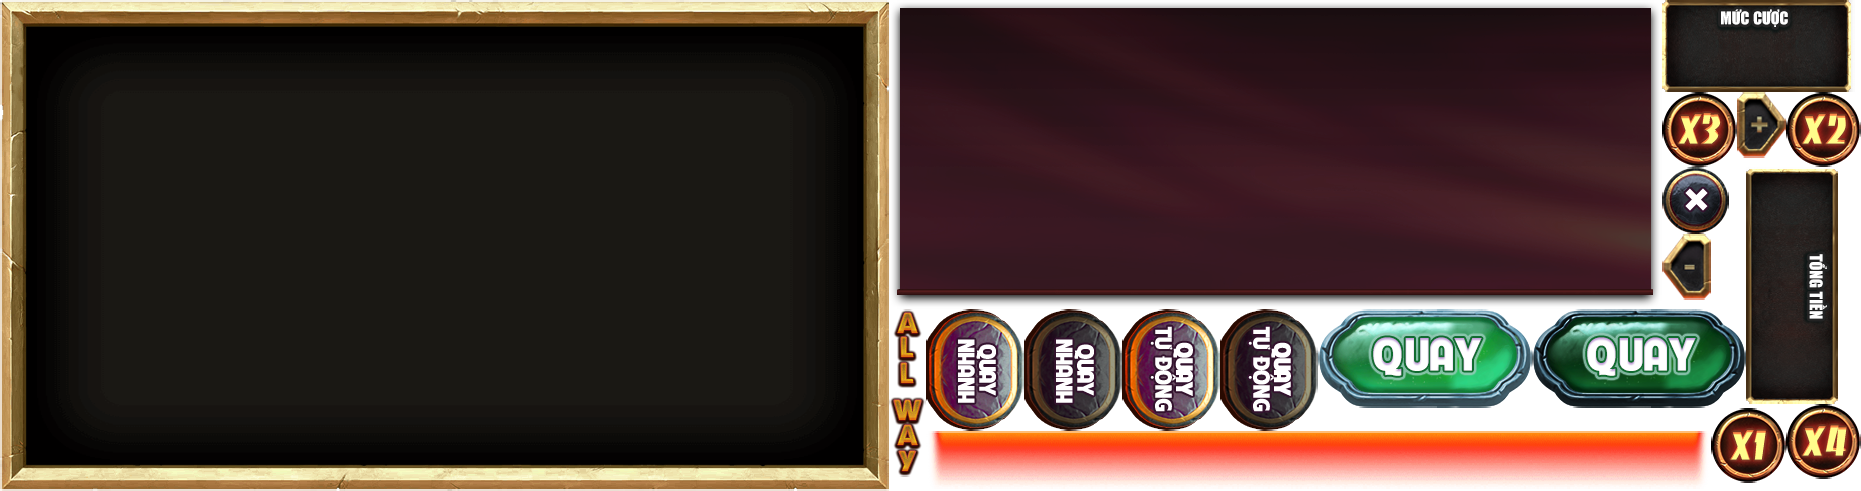 MỨC CƯỢC
X3
+
X2
×
-
TỔNG TIỀN
ALL WAY
QUAY
NHANH
QUAY
NHANH
QUAY
TỰ ĐỘNG
QUAY
TỰ ĐỘNG
QUAY
QUAY
X1
X4